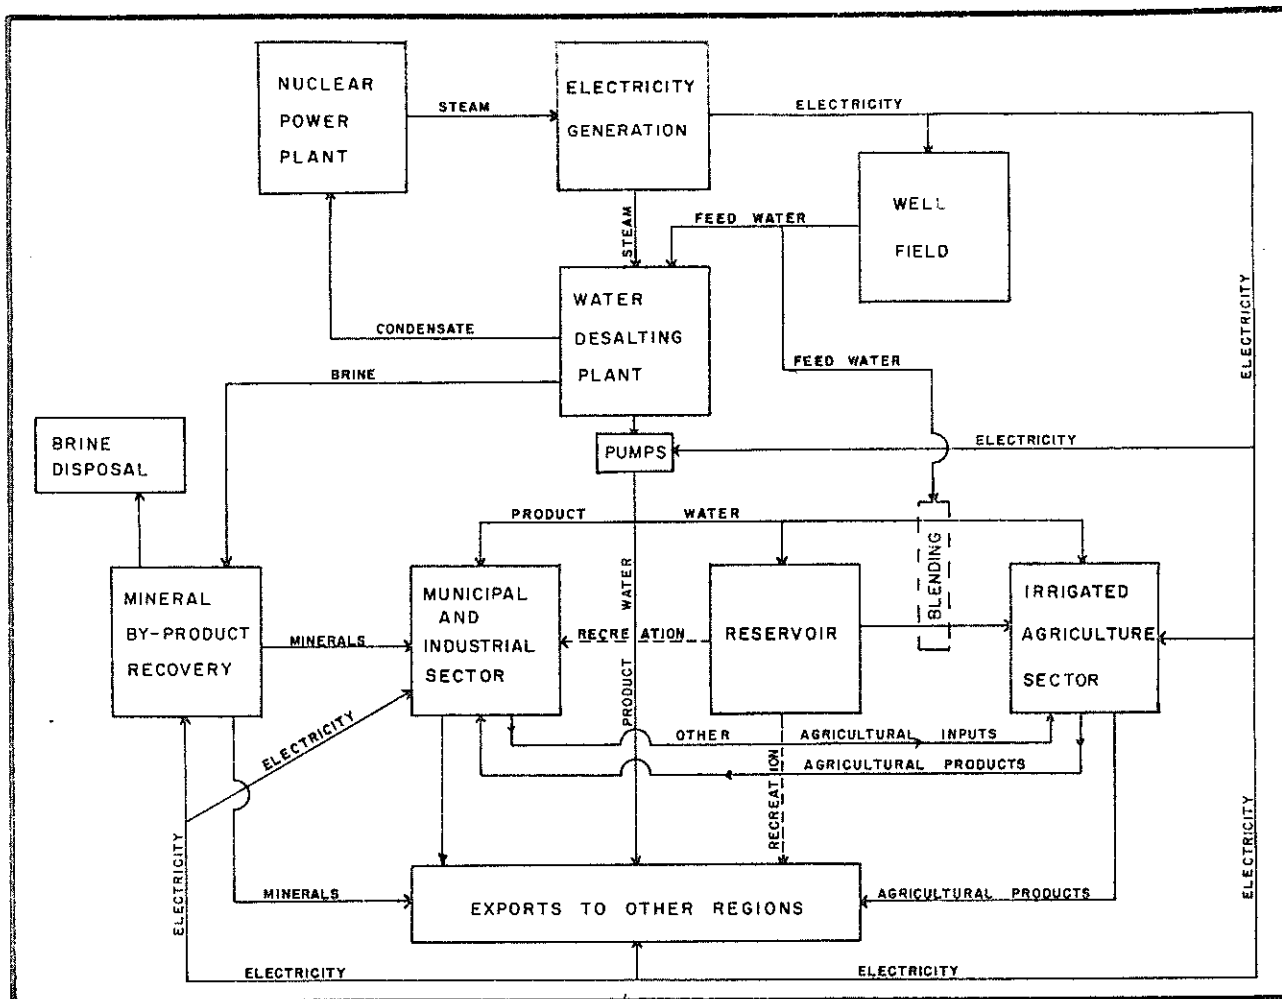 NUCLEAR
POWER
PLANT
STEAM
ELECTRICITY
GENERATION
ELECTRICITY
WELL
FIELD
FEED WATER
STEAM
WATER
DESALTING
PLANT
CONDENSATE
BRINE
FEED WATER
ELECTRICITY
BRINE
DISPOSAL
PUMPS
ELECTRICITY
PRODUCT WATER
BLENDING
MINERAL
BY-PRODUCT
RECOVERY
MINERALS
MUNICIPAL
AND
INDUSTRIAL
SECTOR
PRODUCT WATER
RECREATION
RESERVOIR
IRRIGATED
AGRICULTURE
SECTOR
ELECTRICITY
OTHER AGRICULTURAL INPUTS
AGRICULTURAL PRODUCTS
RECREATION
ELECTRICITY
ELECTRICITY
MINERALS
EXPORTS TO OTHER REGIONS
AGRICULTURAL PRODUCTS
ELECTRICITY
ELECTRICITY